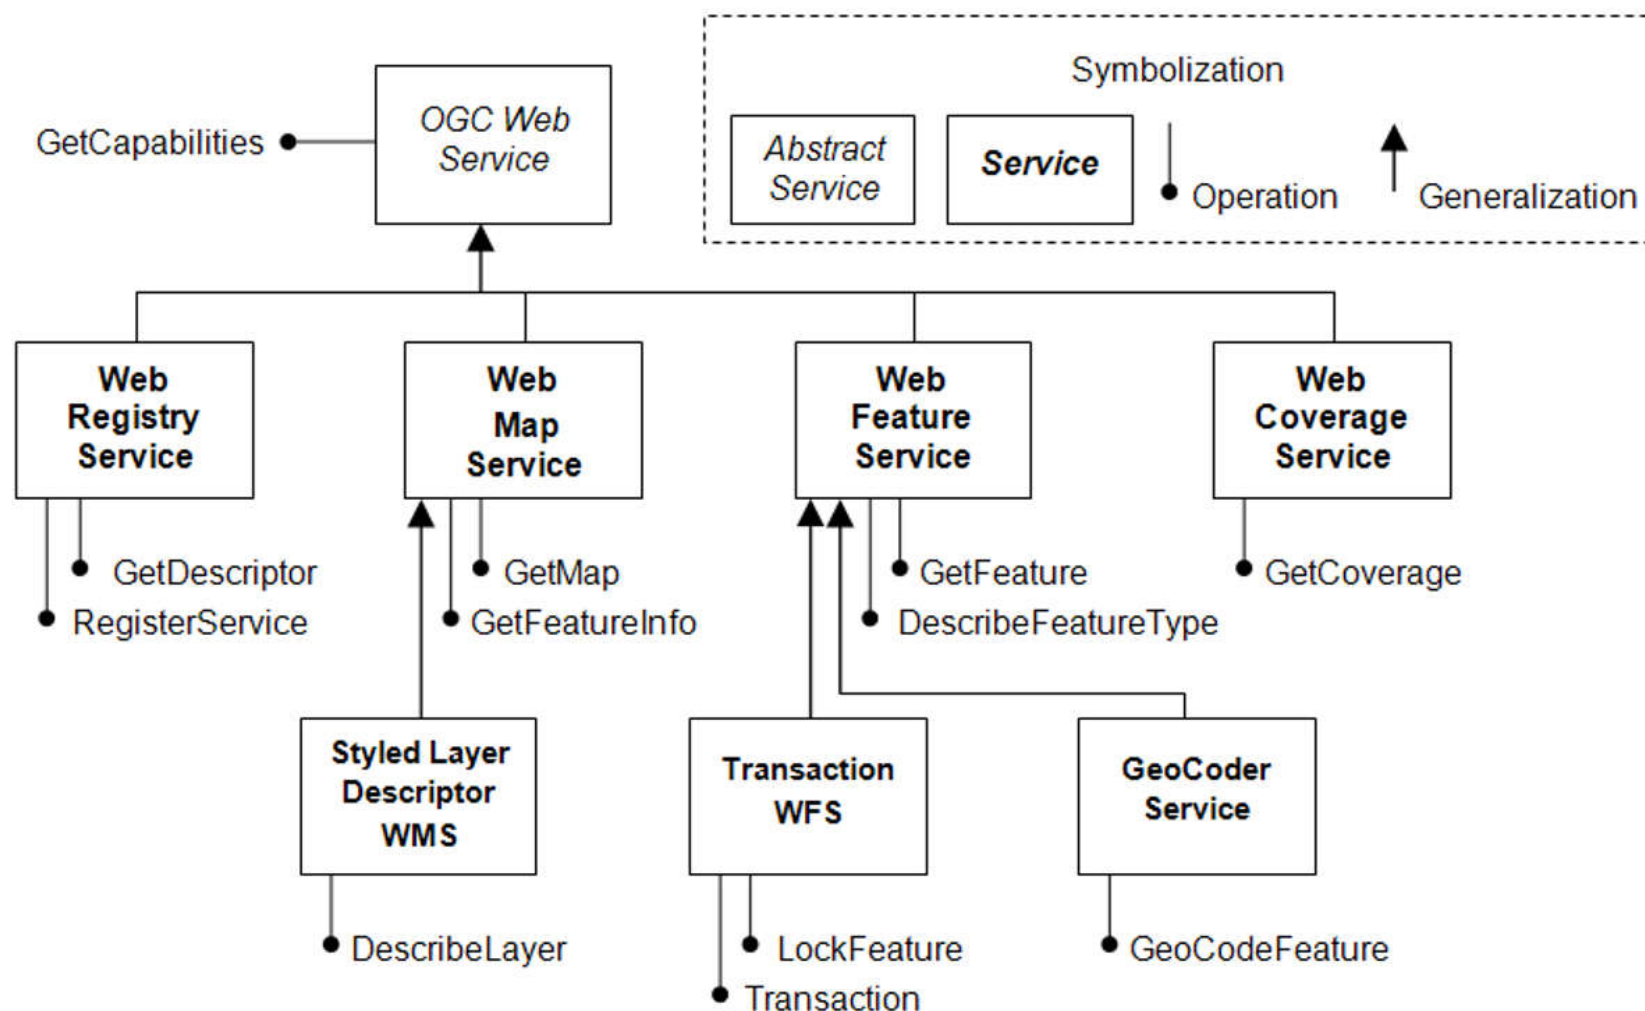 Symbolization
GetCapabilities
OGC Web
Service
Abstract
Service
Service
Operation
Generalization
Web
Registry
Service
Web
Map
Service
Web
Feature
Service
Web
Coverage
Service
GetDescriptor
RegisterService
GetMap
GetFeatureInfo
GetFeature
DescribeFeatureType
GetCoverage
Styled Layer
Descriptor
WMS
Transaction
WFS
GeoCoder
Service
DescribeLayer
LockFeature
Transaction
GeoCodeFeature